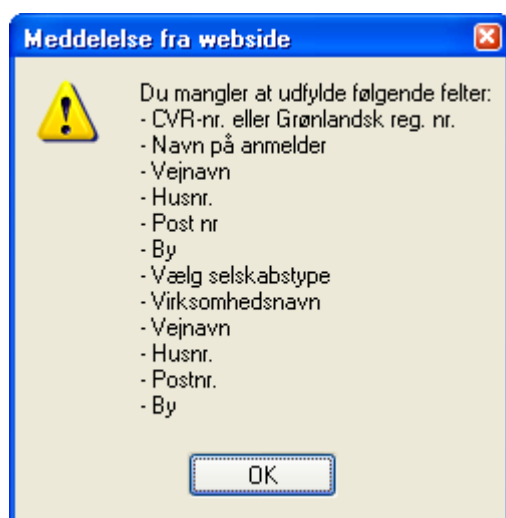 Meddelelse fra webside
Du mangler at udfylde følgende felter:
- CVR-nr. eller Grønlandsk reg. nr.
- Navn på anmelder
- Vejnavn
- Husnr.
- Post nr
- By
- Vælg selskabstype
- Virksomhedsnavn
- Vejnavn
- Husnr.
- Postnr.
- By
OK